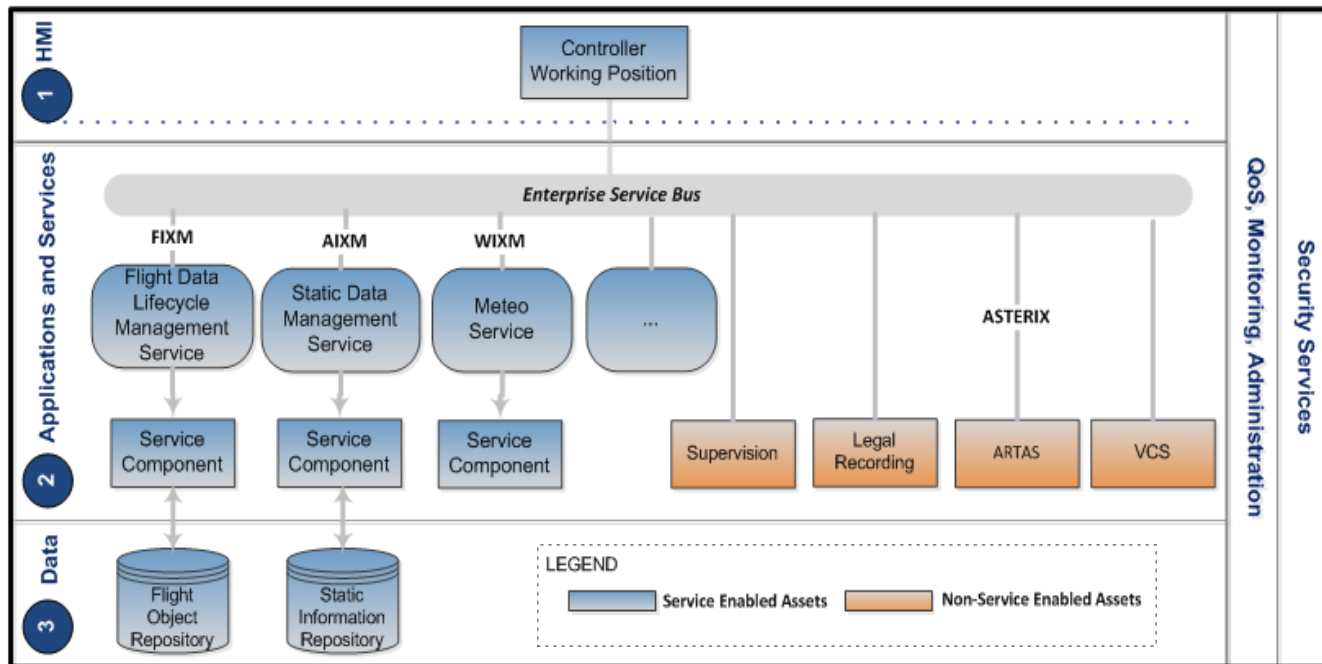 1 HMI
Controller
Working Position
2 Applications and Services
Enterprise Service Bus
FIXM
AIXM
WIXM
Flight Data
Lifecycle
Management
Service
Static Data
Management
Service
Meteo
Service
...
ASTERIX
Service
Component
Service
Component
Service
Component
Supervision
Legal
Recording
ARTAS
VCS
3 Data
Flight
Object
Repository
Static
Information
Repository
LEGEND
Service Enabled Assets
Non-Service Enabled Assets
QoS, Monitoring, Administration
Security Services